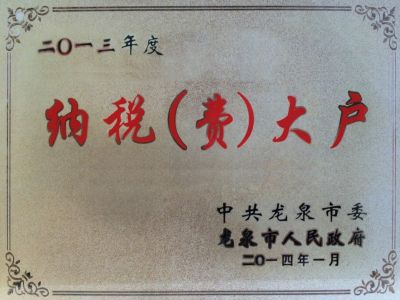 二〇一三年度
纳税(费)大户
中共龙泉市委
龙泉市人民政府
二〇一四年一月